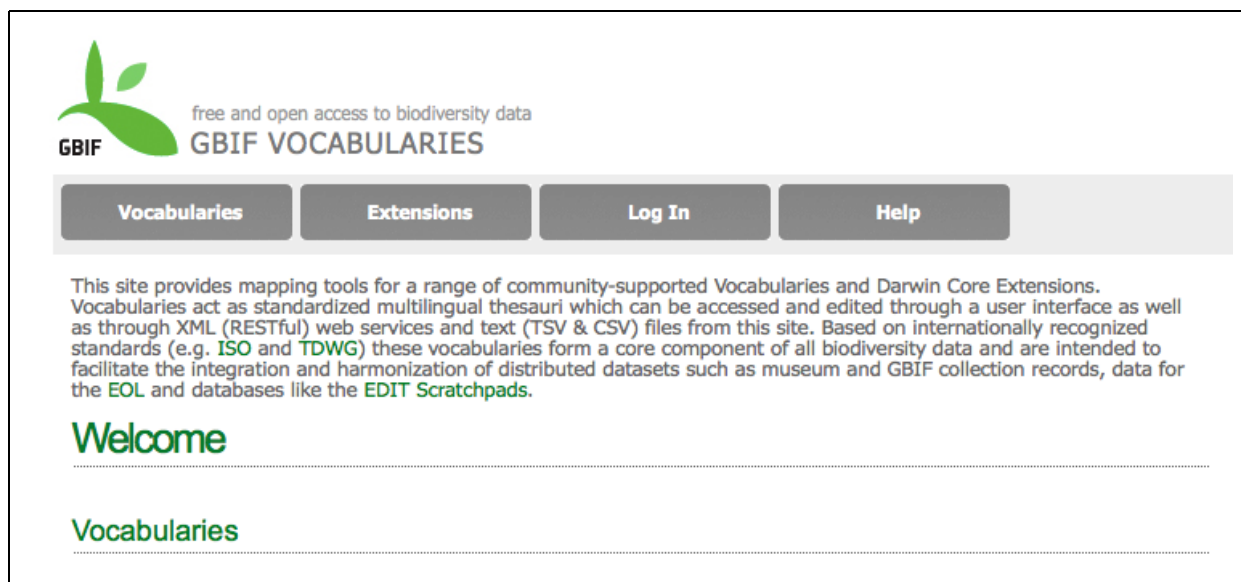 free and open access to biodiversity data
GBIF
GBIF VOCABULARIES
Vocabularies
Extensions
Log In
Help
This site provides mapping tools for a range of community-supported Vocabularies and Darwin Core Extensions.
Vocabularies act as standardized multilingual thesauri which can be accessed and edited through a user interface as well
as through XML (RESTful) web services and text (TSV & CSV) files from this site. Based on internationally recognized
standards (e.g. ISO and TDWG) these vocabularies form a core component of all biodiversity data and are intended to
facilitate the integration and harmonization of distributed datasets such as museum and GBIF collection records, data for
the EOL and databases like the EDIT Scratchpads.
Welcome
Vocabularies